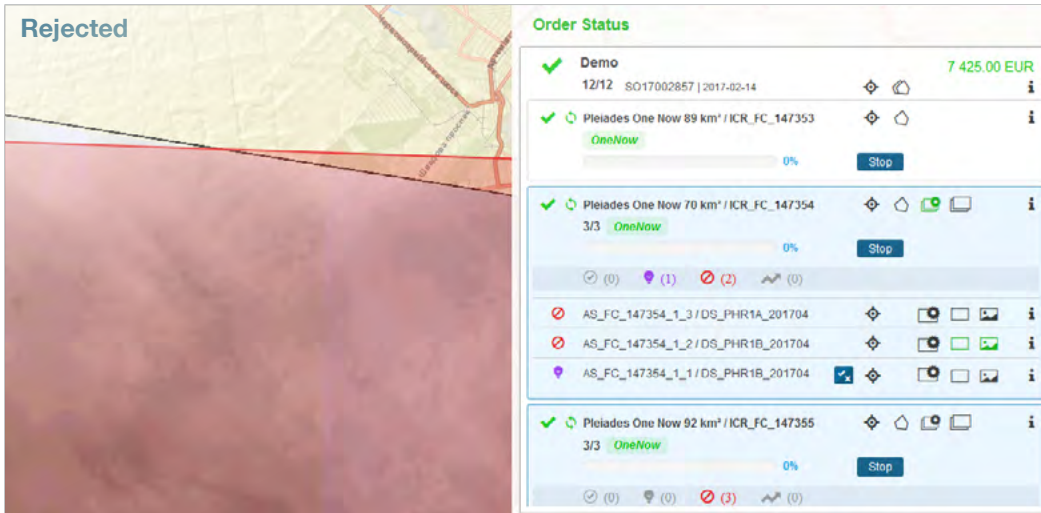 Rejected
Order Status
Demo
7 425.00 EUR
12/12 SO17002857 | 2017-02-14
Pleiades One Now 89 km² / ICR_FC_147353
OneNow
0%
Stop
Pleiades One Now 70 km² / ICR_FC_147354
3/3 OneNow
0%
Stop
(0) (1) (2) (0)
AS_FC_147354_1_3 / DS_PHR1A_201704
AS_FC_147354_1_2 / DS_PHR1B_201704
AS_FC_147354_1_1 / DS_PHR1B_201704
Pleiades One Now 92 km² / ICR_FC_147355
3/3 OneNow
0%
Stop
(0) (0) (3) (0)